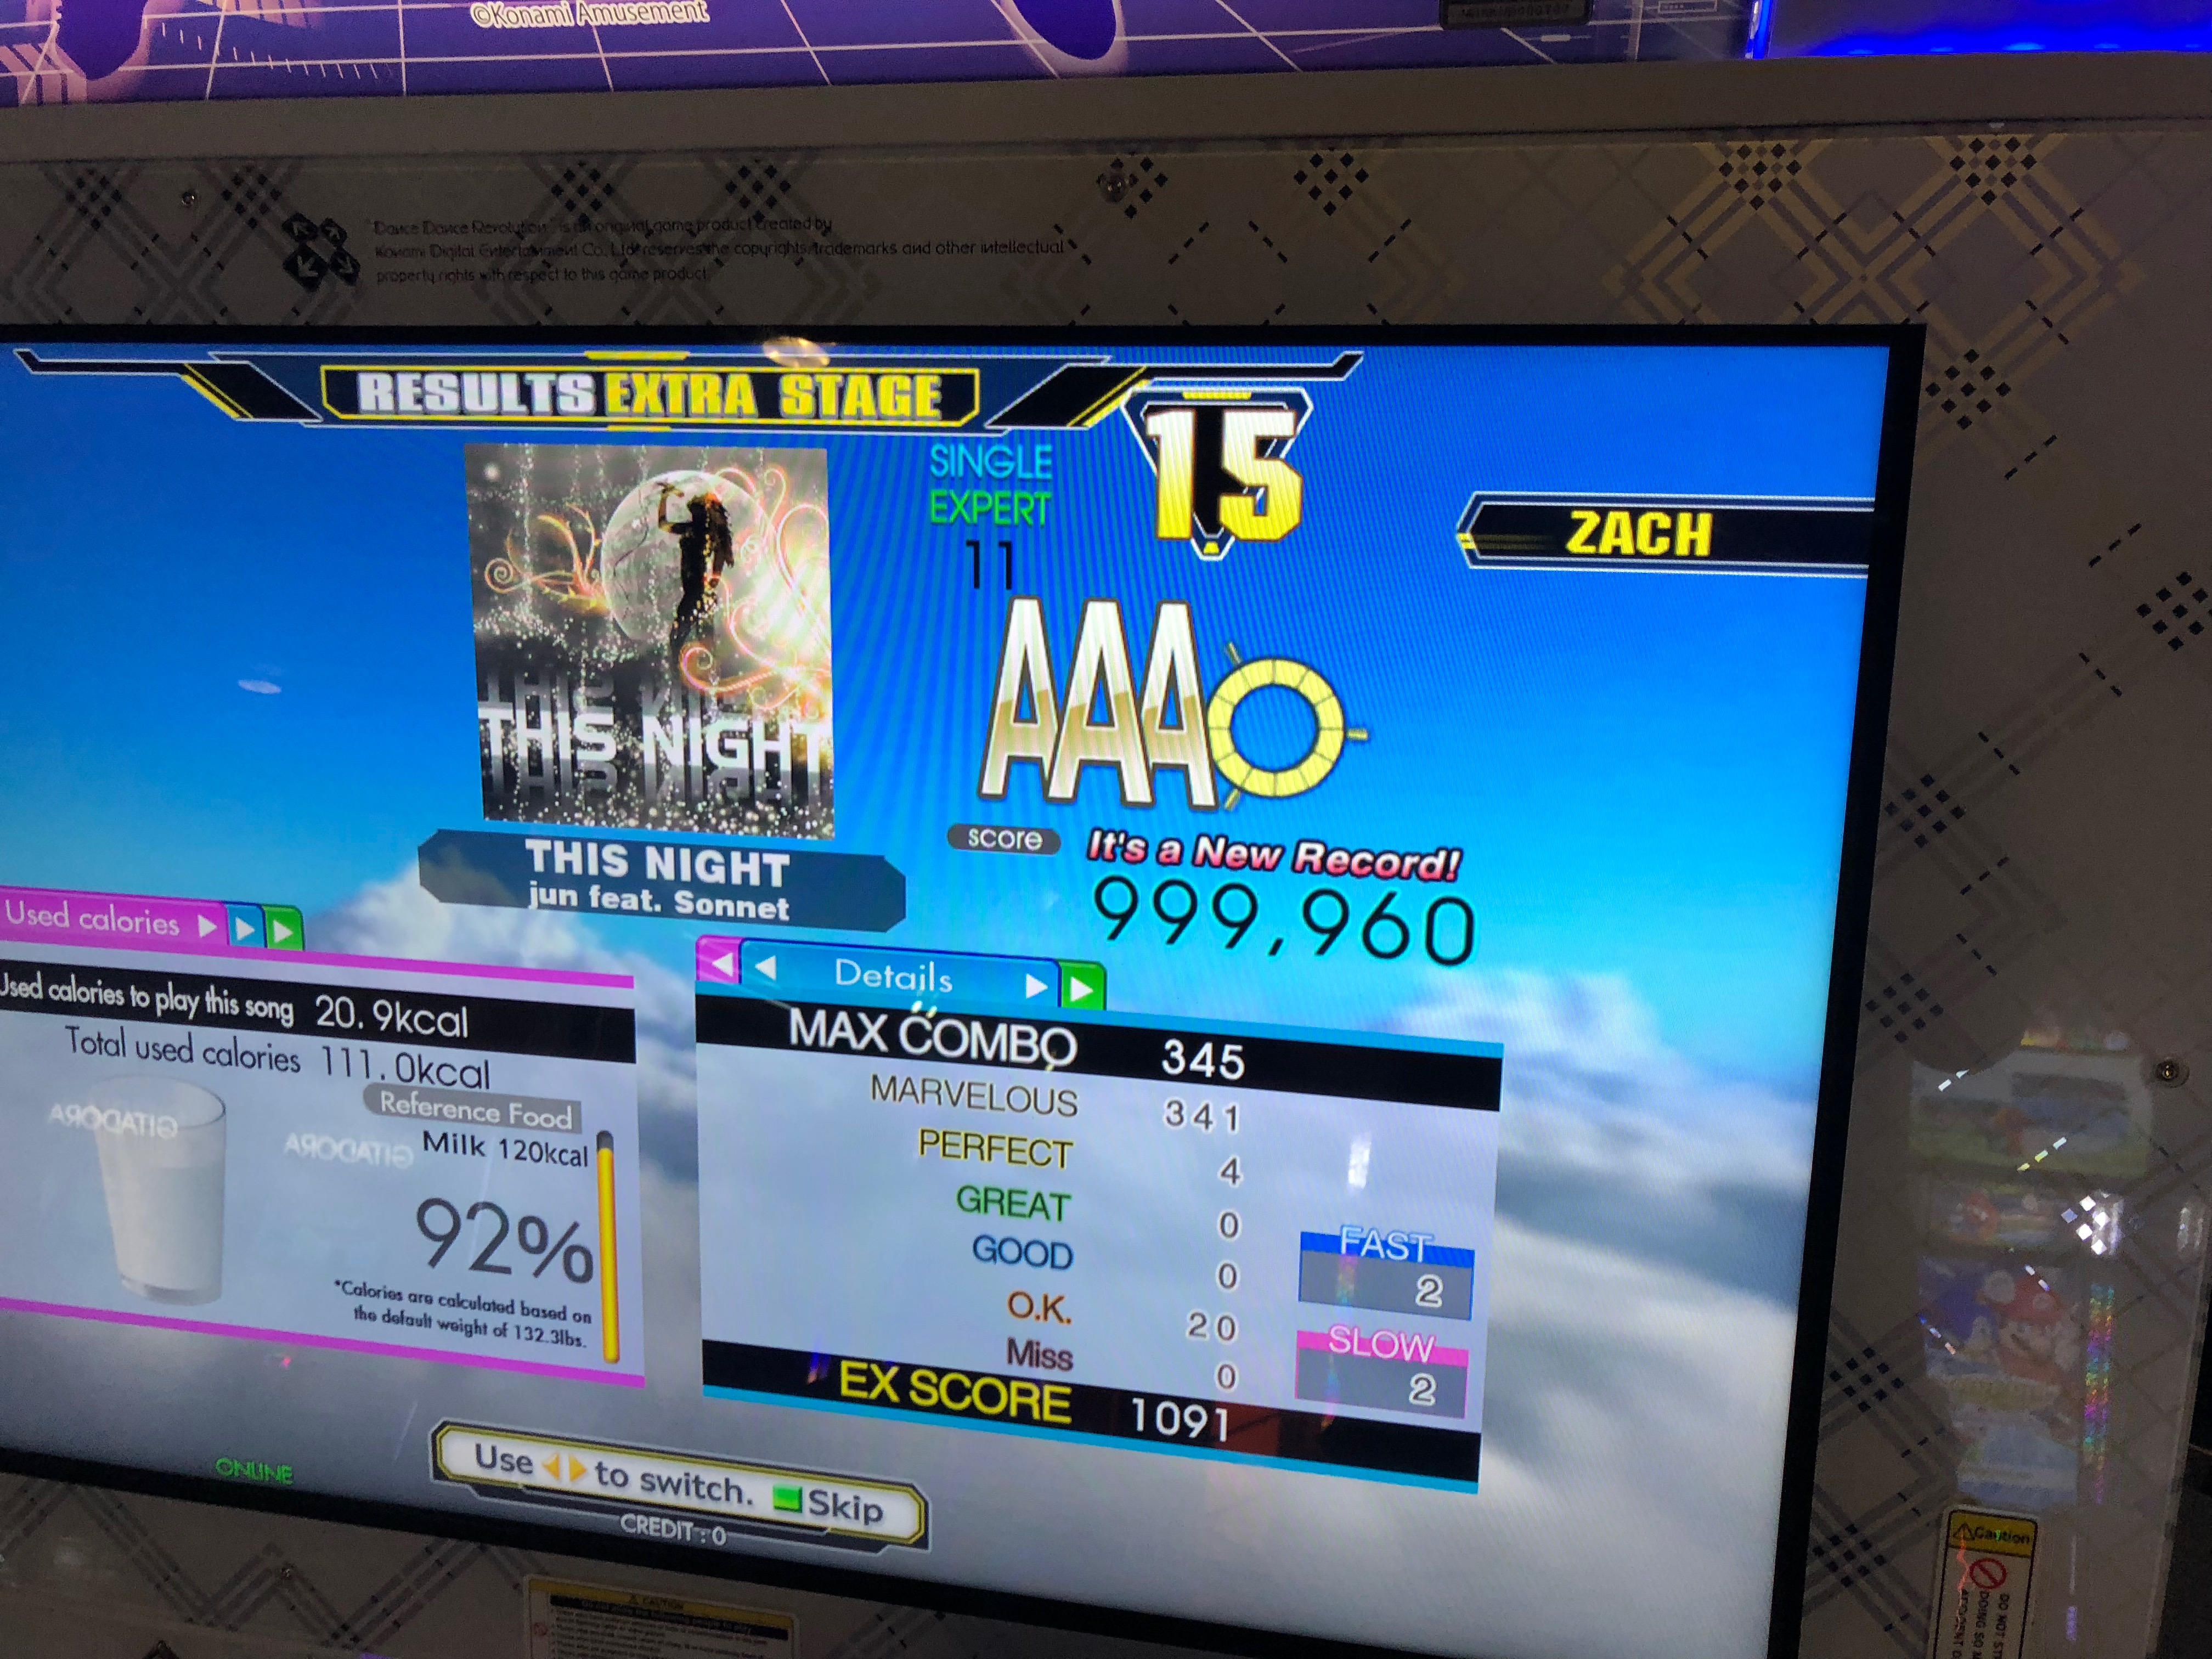 ©Konami Amusement
"Dance Dance Revolution" is an original game product created by
Konami Digital Entertainment Co., Ltd. reserves the copyrights, trademarks and other intellectual
property rights with respect to this game product.
RESULTS EXTRA STAGE
15
SINGLE
EXPERT
11
ZACH
AAA
THIS NIGHT
THIS NIGHT
jun feat. Sonnet
score
It's a New Record!
999,960
Used calories
Used calories to play this song 20.9kcal
Total used calories 111.0kcal
Reference Food
Milk 120kcal
92%
*Calories are calculated based on
the default weight of 132.3lbs.
GITADORA
GITADORA
Details
MAX COMBO 345
MARVELOUS 341
PERFECT 4
GREAT 0
GOOD 0
O.K. 20
Miss 0
EX SCORE 1091
FAST
2
SLOW
2
ONLINE
Use to switch. Skip
CREDIT : 0
CAUTION
Caution